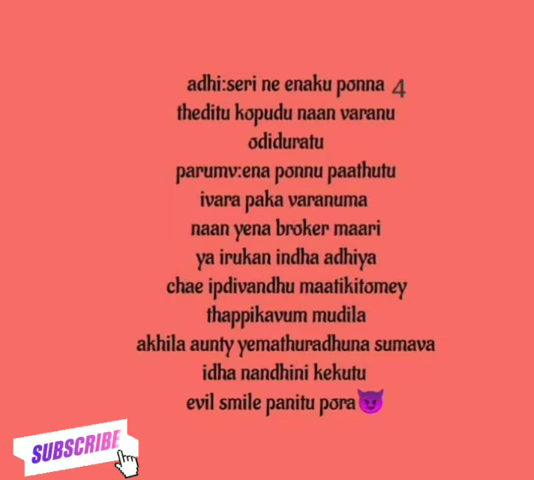 adhi:seri ne enaku ponna 4
theditu kopudu naan varanu
odiduratu
parumv:ena ponnu paathutu
ivara paka varanuma
naan yena broker maari
ya irukan indha adhiya
chae ipdivandhu maatikitomey
thappikavum mudila
akhila aunty yemathuradhuna sumava
idha nandhini kekutu
evil smile panitu pora😈
SUBSCRIBE